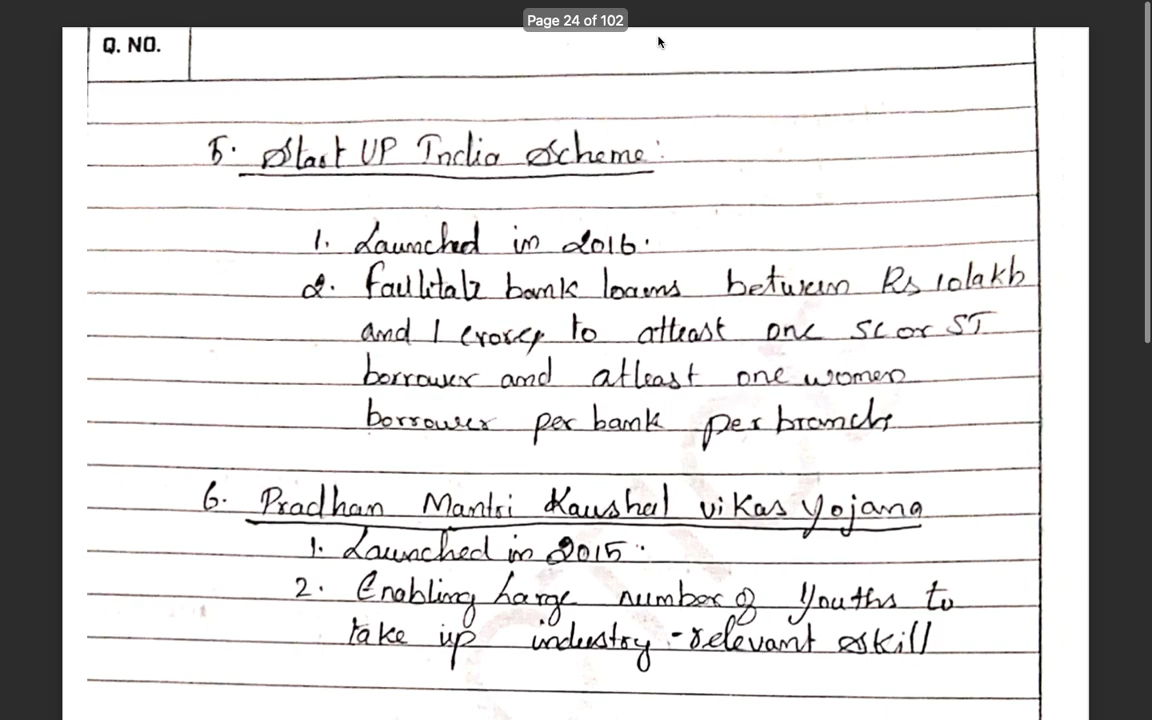 Page 24 of 102
Q. NO.
5. Start UP India Scheme:
1. Launched in 2016.
2. Facilitate bank loans between Rs 10lakh
and 1 crores to atleast one SC or ST
borrower and atleast one women
borrower per bank per branch
6. Pradhan Mantri Kaushal vikas Yojana
1. Launched in 2015.
2. Enabling large number of Youths to
take up industry-relevant skill